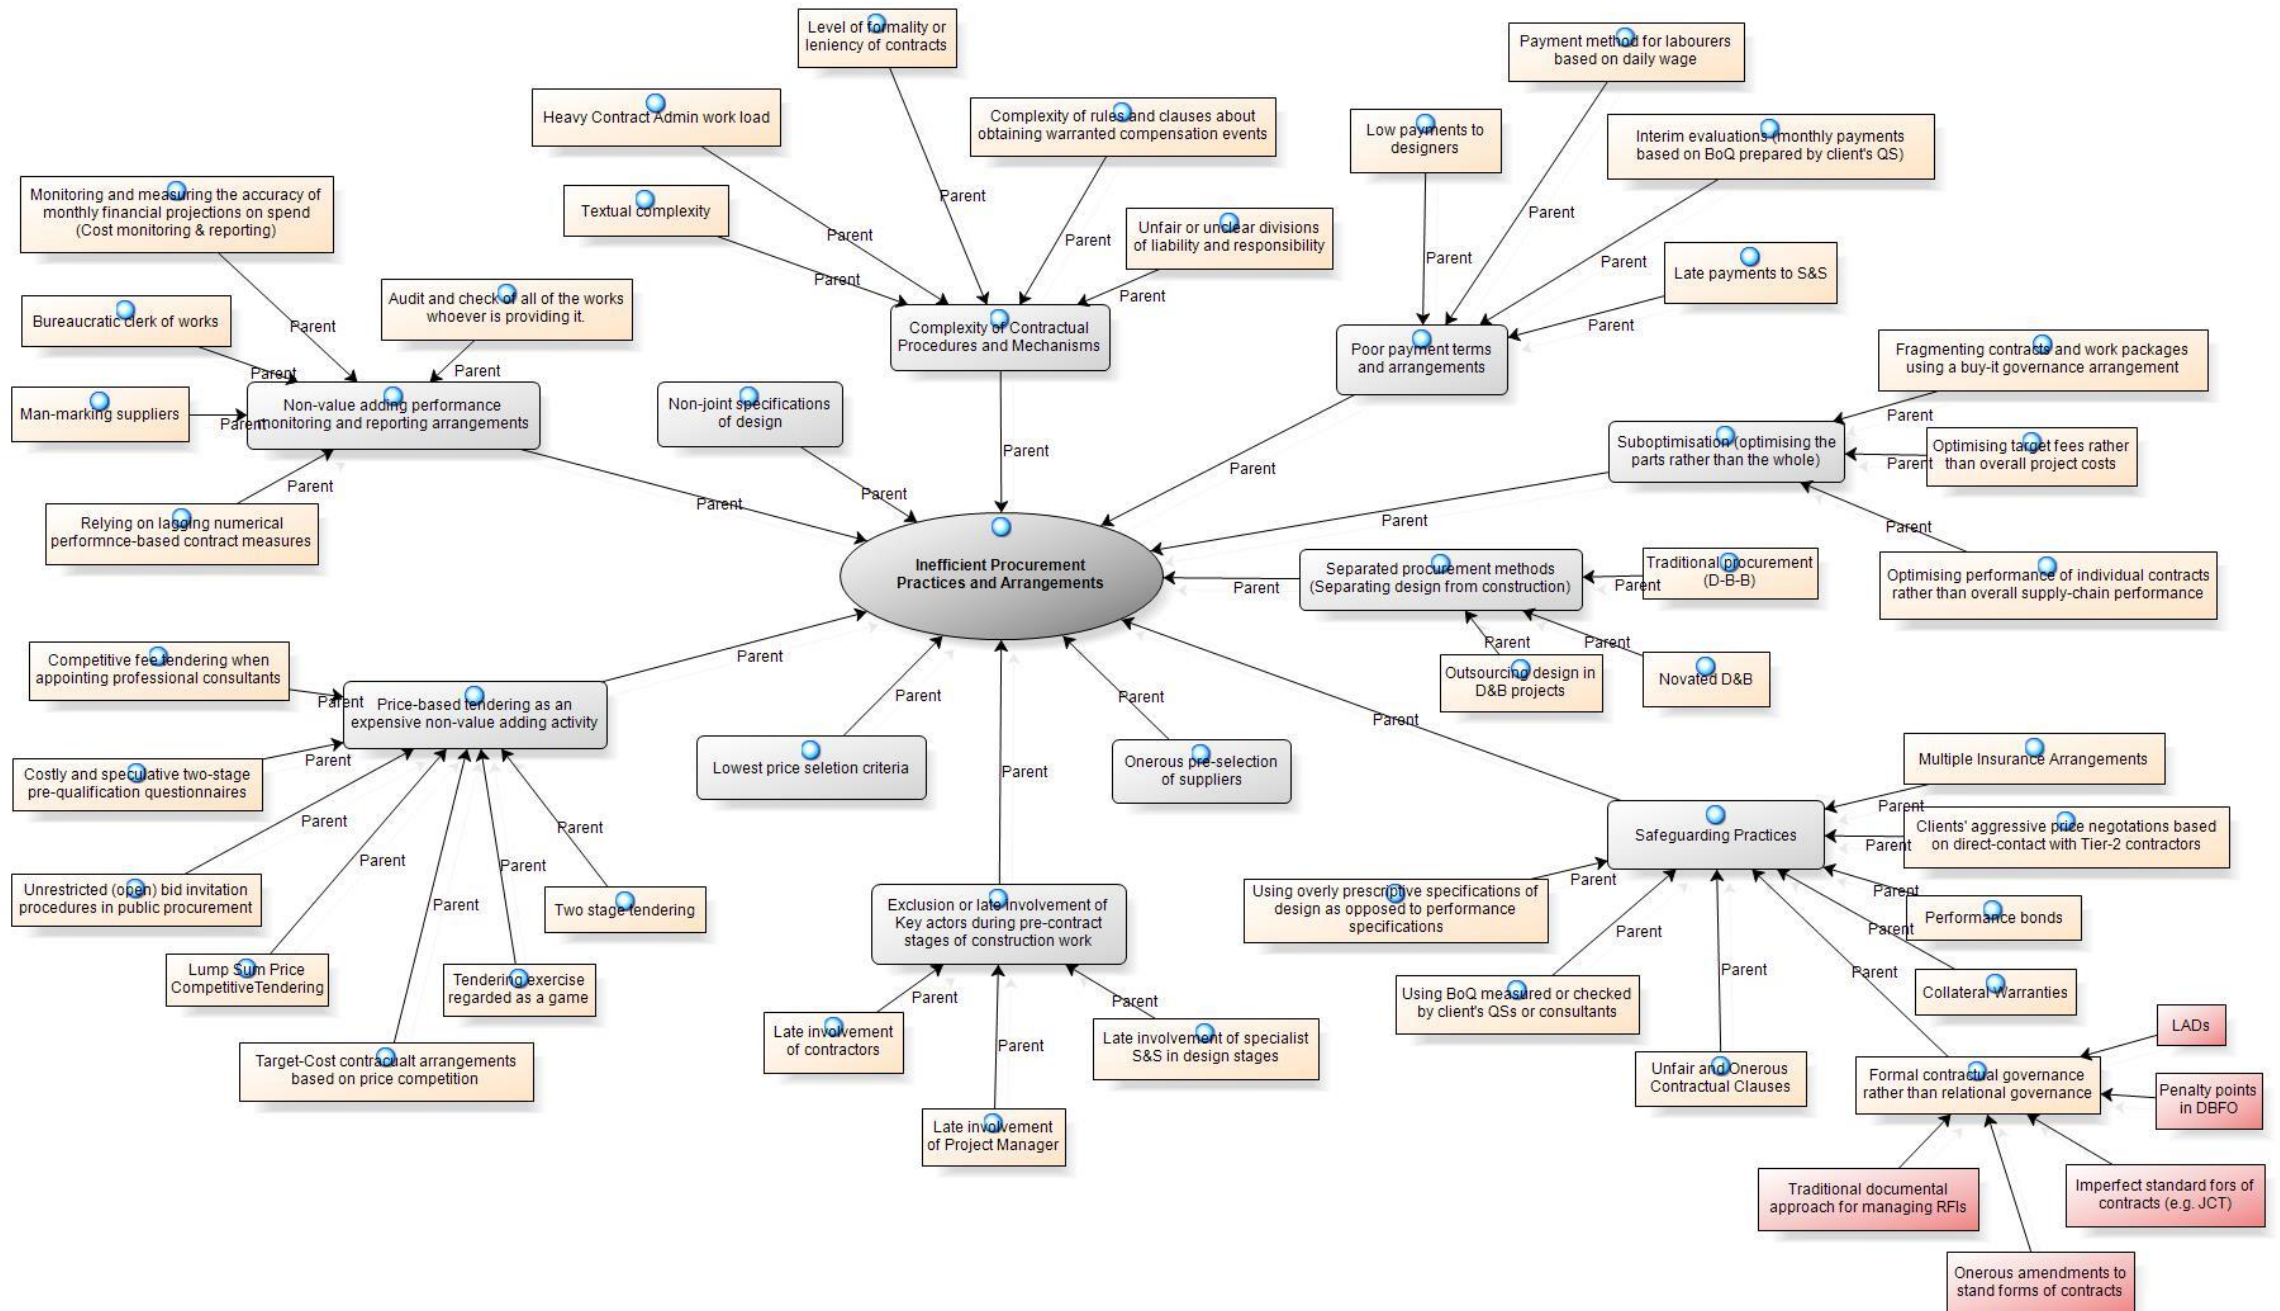 Level of formality or
leniency of contracts
Payment method for labourers
based on daily wage
Heavy Contract Admin work load
Complexity of rules and clauses about
obtaining warranted compensation events
Low payments to
designers
Interim evaluations (monthly payments
based on BoQ prepared by client's QS)
Monitoring and measuring the accuracy of
monthly financial projections on spend
(Cost monitoring & reporting)
Textual complexity
Parent
Parent
Unfair or unclear divisions
of liability and responsibility
Parent
Parent
Parent
Parent
Late payments to S&S
Parent
Parent
Parent
Bureaucratic clerk of works
Audit and check of all of the works
whoever is providing it.
Parent
Parent
Complexity of Contractual
Procedures and Mechanisms
Poor payment terms
and arrangements
Fragmenting contracts and work packages
using a buy-it governance arrangement
Parent
Parent
Man-marking suppliers
Parent
Non-value adding performance
monitoring and reporting arrangements
Non-joint specifications
of design
Parent
Suboptimisation (optimising the
parts rather than the whole)
Parent
Optimising target fees rather
than overall project costs
Parent
Parent
Parent
Parent
Parent
Relying on lagging numerical
performnce-based contract measures
Parent
Parent
Inefficient Procurement
Practices and Arrangements
Parent
Separated procurement methods
(Separating design from construction)
Parent
Traditional procurement
(D-B-B)
Optimising performance of individual contracts
rather than overall supply-chain performance
Parent
Parent
Outsourcing design in
D&B projects
Novated D&B
Competitive fee tendering when
appointing professional consultants
Parent
Parent
Price-based tendering as an
expensive non-value adding activity
Parent
Parent
Parent
Costly and speculative two-stage
pre-qualification questionnaires
Parent
Lowest price seletion criteria
Parent
Onerous pre-selection
of suppliers
Multiple Insurance Arrangements
Parent
Safeguarding Practices
Parent
Clients' aggressive price negotations based
on direct-contact with Tier-2 contractors
Parent
Parent
Parent
Parent
Unrestricted (open) bid invitation
procedures in public procurement
Parent
Two stage tendering
Exclusion or late involvement of
Key actors during pre-contract
stages of construction work
Using overly prescriptive specifications of
design as opposed to performance
specifications
Parent
Parent
Performance bonds
Parent
Parent
Lump Sum Price
CompetitiveTendering
Tendering exercise
regarded as a game
Parent
Parent
Using BoQ measured or checked
by client's QSs or consultants
Parent
Parent
Collateral Warranties
Late involvement
of contractors
Parent
Late involvement of specialist
S&S in design stages
LADs
Target-Cost contracualt arrangements
based on price competition
Unfair and Onerous
Contractual Clauses
Formal contractual governance
rather than relational governance
Penalty points
in DBFO
Late involvement
of Project Manager
Traditional documental
approach for managing RFIs
Imperfect standard fors of
contracts (e.g. JCT)
Onerous amendments to
stand forms of contracts